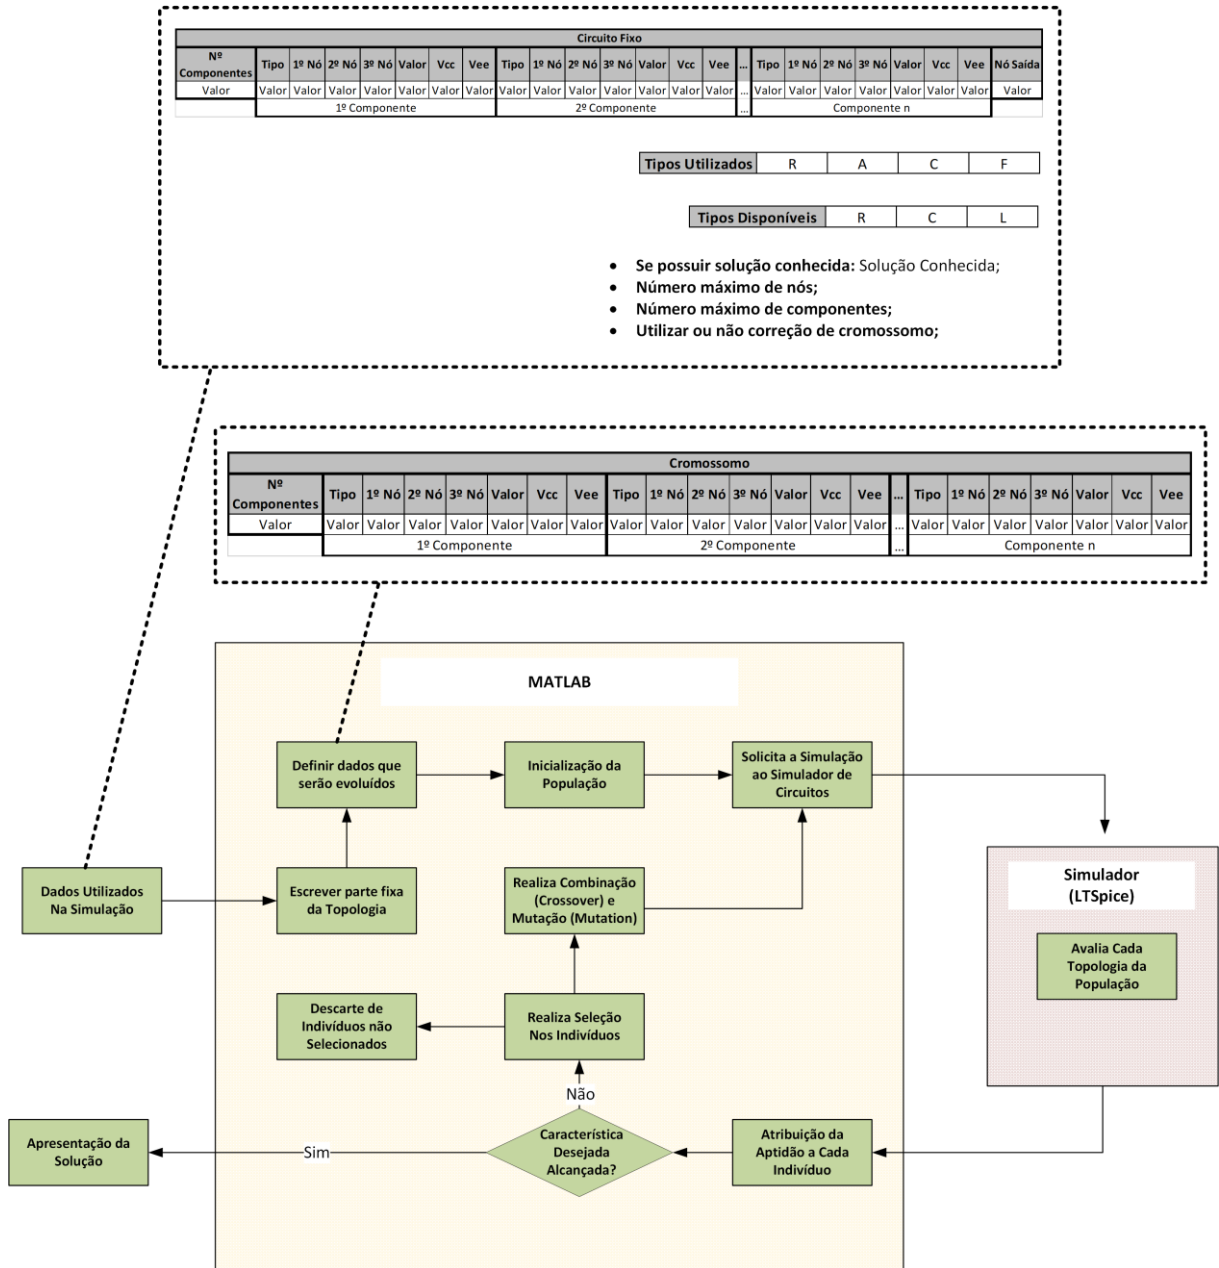 Circuito Fixo
Nº Componentes Tipo 1º Nó 2º Nó 3º Nó Valor Vcc Vee Tipo 1º Nó 2º Nó 3º Nó Valor Vcc Vee ... Tipo 1º Nó 2º Nó 3º Nó Valor Vcc Vee Nó Saída
Valor Valor Valor Valor Valor Valor Valor Valor Valor Valor Valor Valor Valor Valor Valor ... Valor Valor Valor Valor Valor Valor Valor Valor
1º Componente 2º Componente ... Componente n
Tipos Utilizados R A C F
Tipos Disponíveis R C L
• Se possuir solução conhecida: Solução Conhecida;
• Número máximo de nós;
• Número máximo de componentes;
• Utilizar ou não correção de cromossomo;
Cromossomo
Nº Componentes Tipo 1º Nó 2º Nó 3º Nó Valor Vcc Vee Tipo 1º Nó 2º Nó 3º Nó Valor Vcc Vee ... Tipo 1º Nó 2º Nó 3º Nó Valor Vcc Vee
Valor Valor Valor Valor Valor Valor Valor Valor Valor Valor Valor Valor Valor Valor Valor ... Valor Valor Valor Valor Valor Valor Valor
1º Componente 2º Componente ... Componente n
MATLAB
Definir dados que
serão evoluídos
Inicialização da
População
Solicita a Simulação
ao Simulador de
Circuitos
Dados Utilizados
Na Simulação
Escrever parte fixa
da Topologia
Realiza Combinação
(Crossover) e
Mutação (Mutation)
Simulador
(LTSpice)
Avalia Cada
Topologia da
População
Descarte de
Indivíduos não
Selecionados
Realiza Seleção
Nos Indivíduos
Não
Apresentação da
Solução
Sim
Característica
Desejada
Alcançada?
Atribuição da
Aptidão a Cada
Indivíduo